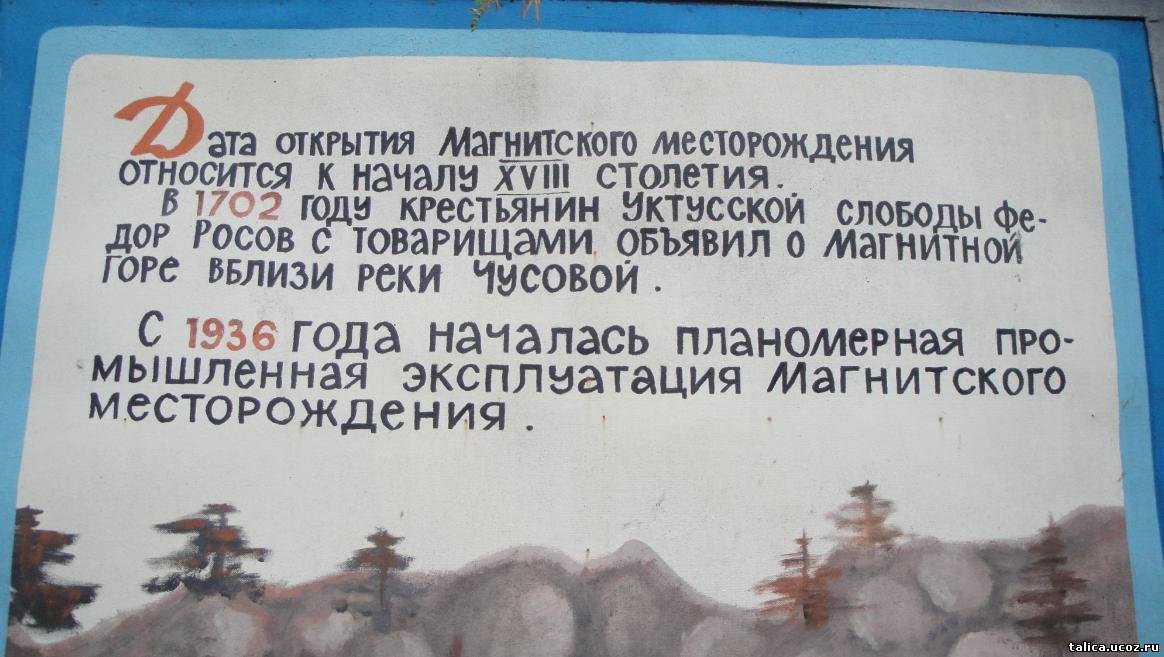 Дата открытия Магнитского месторождения
относится к началу XVIII столетия.
В 1702 году крестьянин Уктусской слободы Фе-
дор Росов с товарищами объявил о магнитной
горе вблизи реки Чусовой.
С 1936 года началась планомерная про-
мышленная эксплуатация Магнитского
месторождения.
talica.ucoz.ru